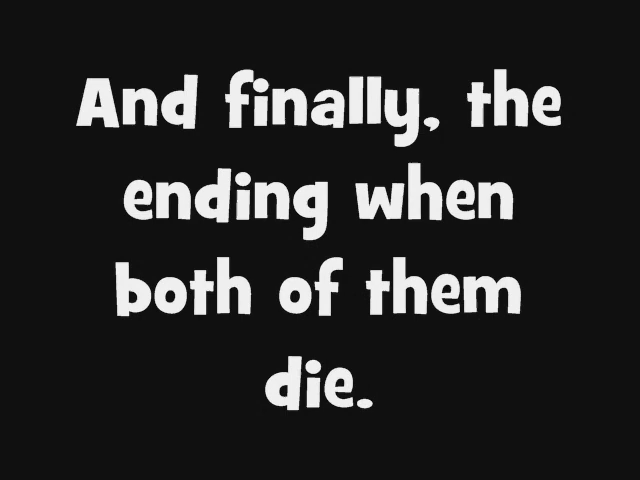 And finally, the
ending when
both of them
die.